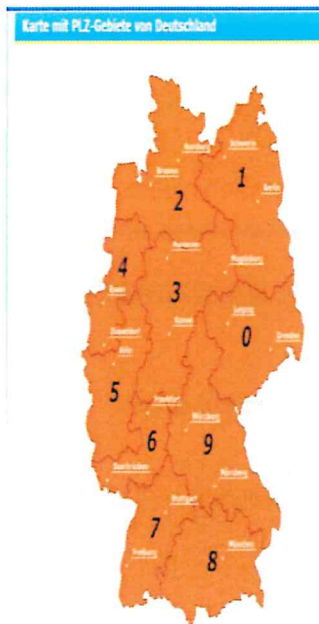 Karte mit PLZ-Gebiete von Deutschland
Hamburg
Schwerin
Bremen
1
Berlin
2
Hannover
Magdeburg
4
3
Essen
Leipzig
Düsseldorf
Kassel
0
Dresden
Köln
5
Frankfurt
Würzburg
6
9
Saarbrücken
Nürnberg
Stuttgart
7
München
Freiburg
8